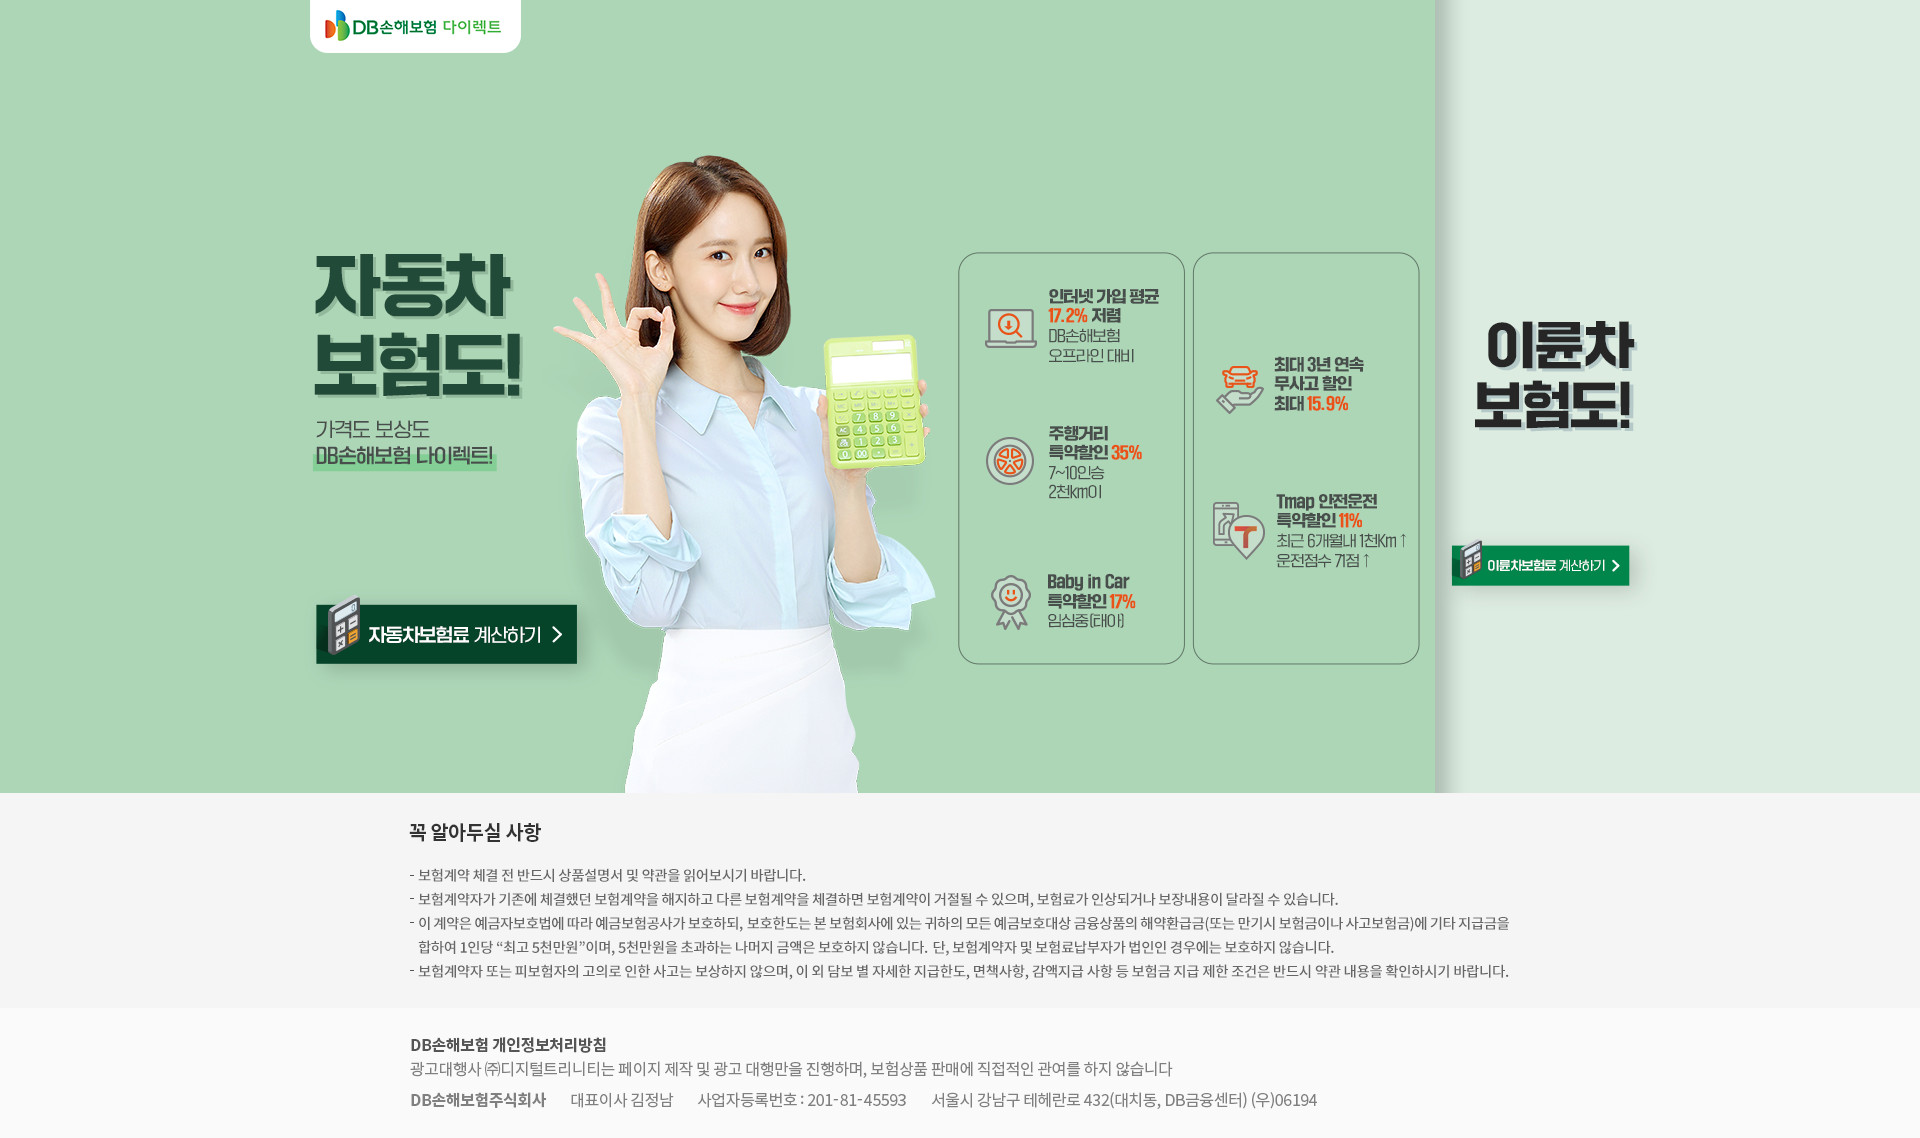 DB손해보험 다이렉트
자동차
보험도!
가격도 보상도
DB손해보험 다이렉트!
자동차보험료 계산하기
인터넷 가입 평균
17.2% 저렴
DB손해보험
오프라인 대비
주행거리
특약할인 35%
7~10인승
2천km이
Baby in Car
특약할인 17%
임심중(태아)
최대 3년 연속
무사고 할인
최대 15.9%
Tmap 안전운전
특약할인 11%
최근 6개월내 1천Km ↑
운전점수 71점 ↑
이륜차
보험도!
이륜차보험료 계산하기
꼭 알아두실 사항
- 보험계약 체결 전 반드시 상품설명서 및 약관을 읽어보시기 바랍니다.
- 보험계약자가 기존에 체결했던 보험계약을 해지하고 다른 보험계약을 체결하면 보험계약이 거절될 수 있으며, 보험료가 인상되거나 보장내용이 달라질 수 있습니다.
- 이 계약은 예금자보호법에 따라 예금보험공사가 보호하되, 보호한도는 본 보험회사에 있는 귀하의 모든 예금보호대상 금융상품의 해약환급금(또는 만기시 보험금이나 사고보험금)에 기타 지급금을
합하여 1인당 “최고 5천만원”이며, 5천만원을 초과하는 나머지 금액은 보호하지 않습니다. 단, 보험계약자 및 보험료납부자가 법인인 경우에는 보호하지 않습니다.
- 보험계약자 또는 피보험자의 고의로 인한 사고는 보상하지 않으며, 이 외 담보 별 자세한 지급한도, 면책사항, 감액지급 사항 등 보험금 지급 제한 조건은 반드시 약관 내용을 확인하시기 바랍니다.
DB손해보험 개인정보처리방침
광고대행사 ㈜디지털트리니티는 페이지 제작 및 광고 대행만을 진행하며, 보험상품 판매에 직접적인 관여를 하지 않습니다
DB손해보험주식회사 대표이사 김정남 사업자등록번호 : 201-81-45593 서울시 강남구 테헤란로 432(대치동, DB금융센터) (우)06194